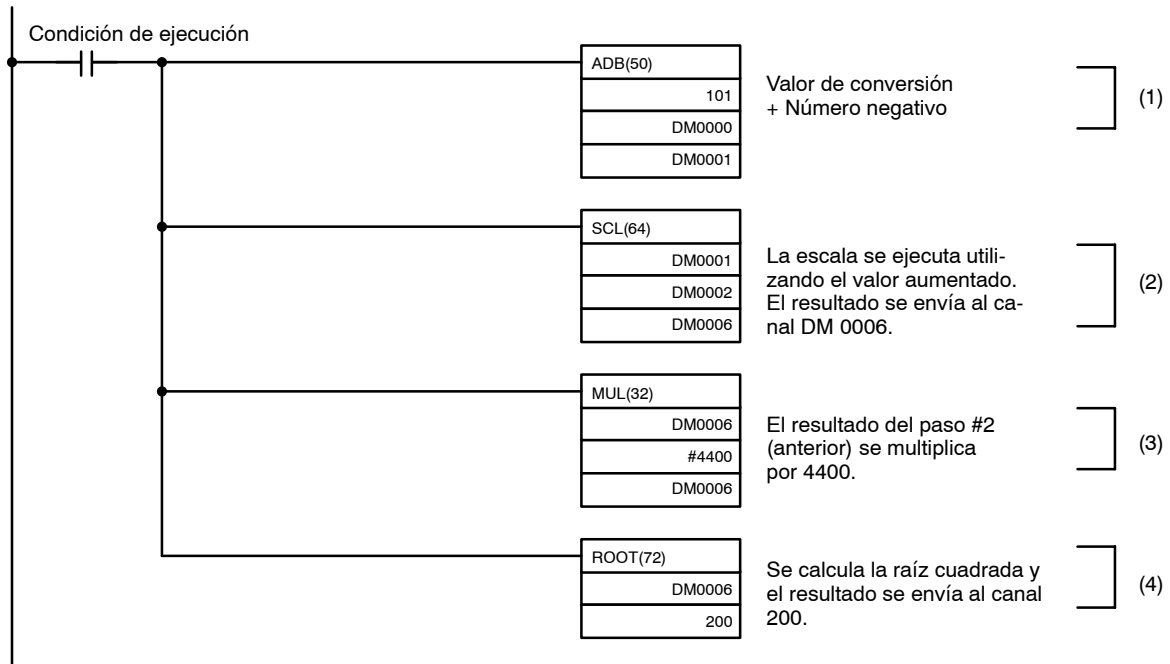 Condición de ejecución
ADB(50)
101
DM0000
DM0001
Valor de conversión
+ Número negativo
(1)
SCL(64)
DM0001
DM0002
DM0006
La escala se ejecuta utili-
zando el valor aumentado.
El resultado se envía al ca-
nal DM 0006.
(2)
MUL(32)
DM0006
#4400
DM0006
El resultado del paso #2
(anterior) se multiplica
por 4400.
(3)
ROOT(72)
DM0006
200
Se calcula la raíz cuadrada y
el resultado se envía al canal
200.
(4)